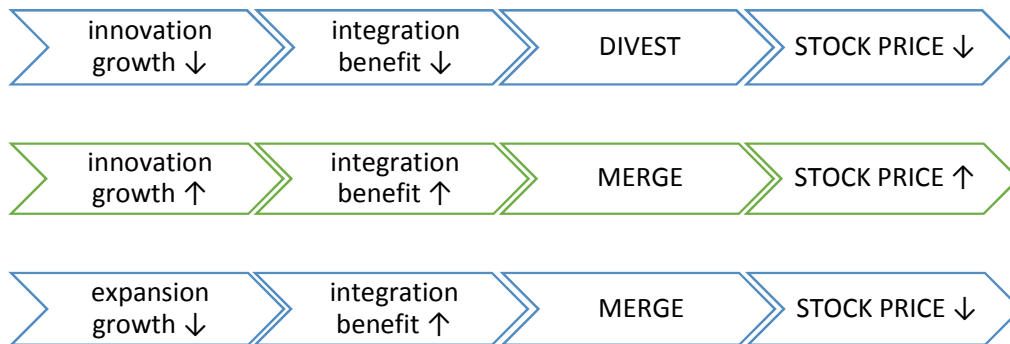 innovation
growth ↓
integration
benefit ↓
DIVEST
STOCK PRICE ↓
innovation
growth ↑
integration
benefit ↑
MERGE
STOCK PRICE ↑
expansion
growth ↓
integration
benefit ↑
MERGE
STOCK PRICE ↓